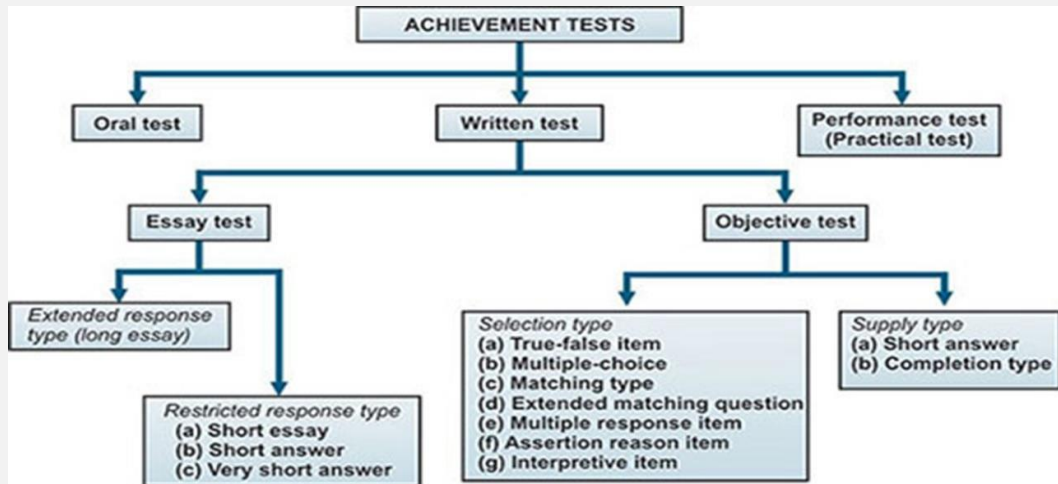 ACHIEVEMENT TESTS
Oral test
Written test
Performance test
(Practical test)
Essay test
Objective test
Extended response
type (long essay)
Restricted response type
(a) Short essay
(b) Short answer
(c) Very short answer
Selection type
(a) True-false item
(b) Multiple-choice
(c) Matching type
(d) Extended matching question
(e) Multiple response item
(f) Assertion reason item
(g) Interpretive item
Supply type
(a) Short answer
(b) Completion type